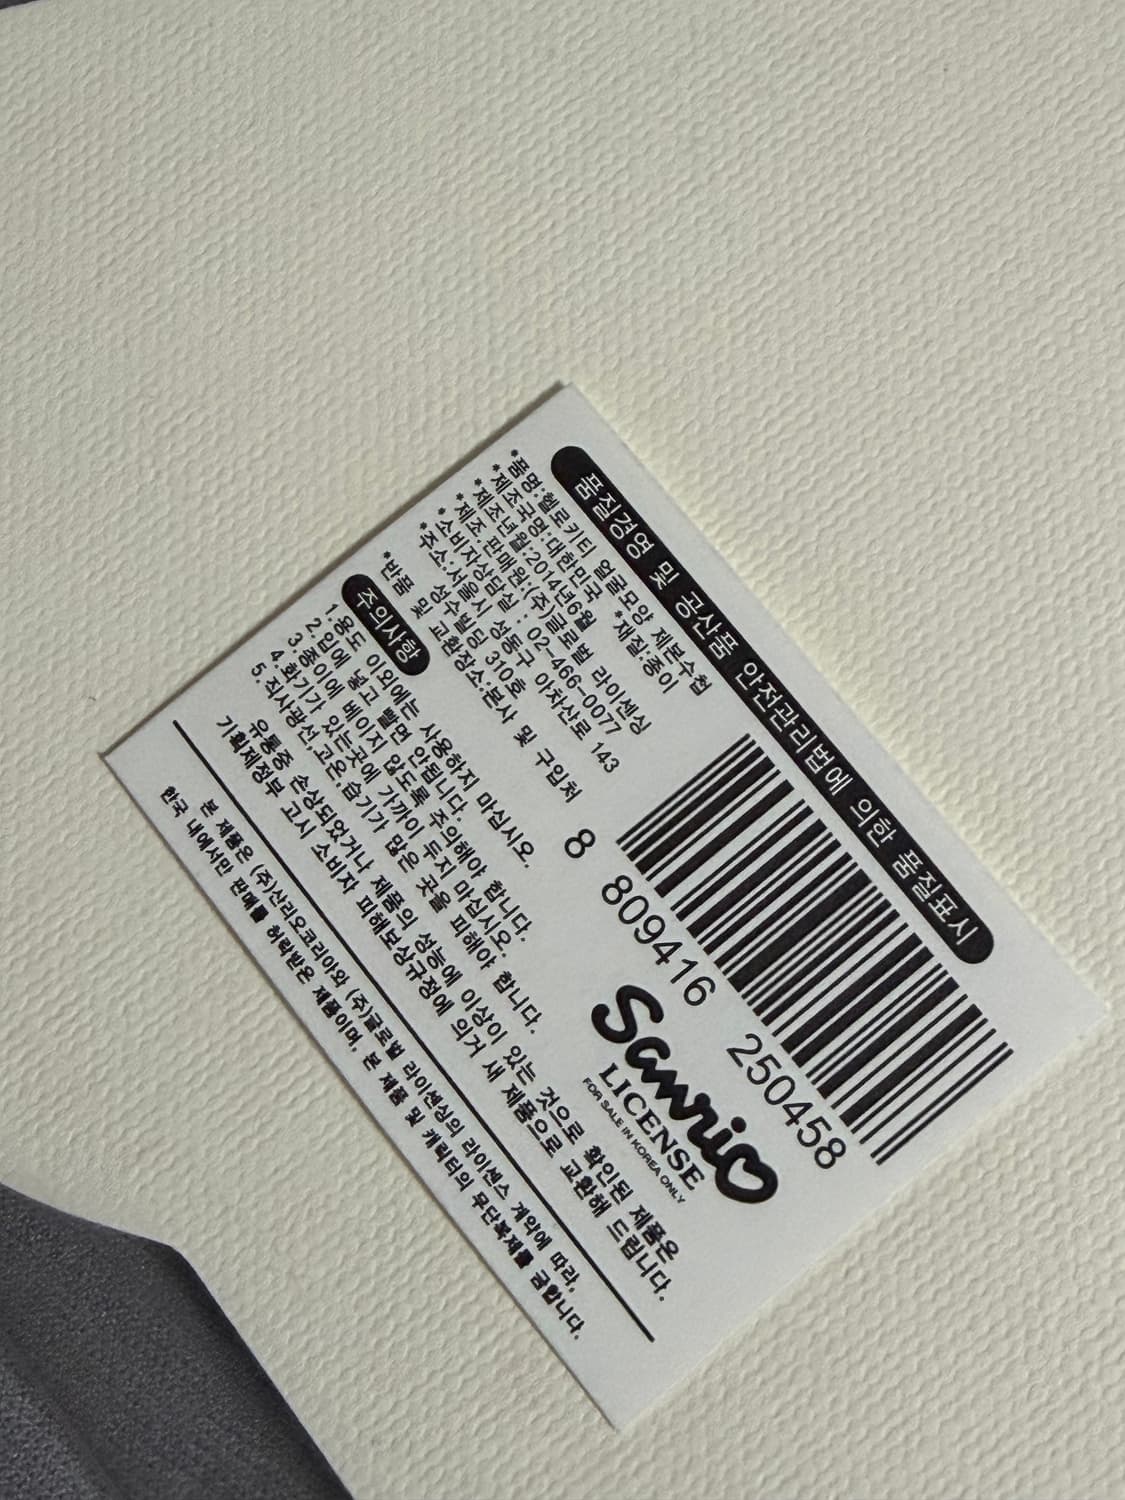 품질경영 및 공산품 안전관리법에 의한 품질표시
*품명:헬로키티 얼굴모양 제본수첩
*제조국명:대한민국 *재질:종이
*제조년월:2014년6월
*제조.판매원:(주)글로벌 라이센싱
*소비자상담실 : 02-466-0077
*주소:서울시 성동구 아차산로 143
성수빌딩 310호
*반품 및 교환장소:본사 및 구입처
8 809416 250458
주의사항
1.용도 이외에는 사용하지 마십시오.
2.입에 넣고 빨면 안됩니다.
3.종이에 베이지 않도록 주의해야 합니다.
4.화기가 있는곳에 가까이 두지 마십시오.
5.직사광선,고온,습기가 많은 곳을 피해야 합니다.
Sanrio
LICENSE
FOR SALE IN KOREA ONLY
유통중 손상되었거나 제품의 성능에 이상이 있는 것으로 확인된 제품은
기획제정부 고시 소비자 피해보상규정에 의거 새 제품으로 교환해 드립니다.
본 제품은 (주)산리오코리아와 (주)글로벌 라이센싱의 라이센스 계약에 따라,
한국 내에서만 판매를 허락받은 제품이며, 본 제품 및 캐릭터의 무단복제를 금합니다.